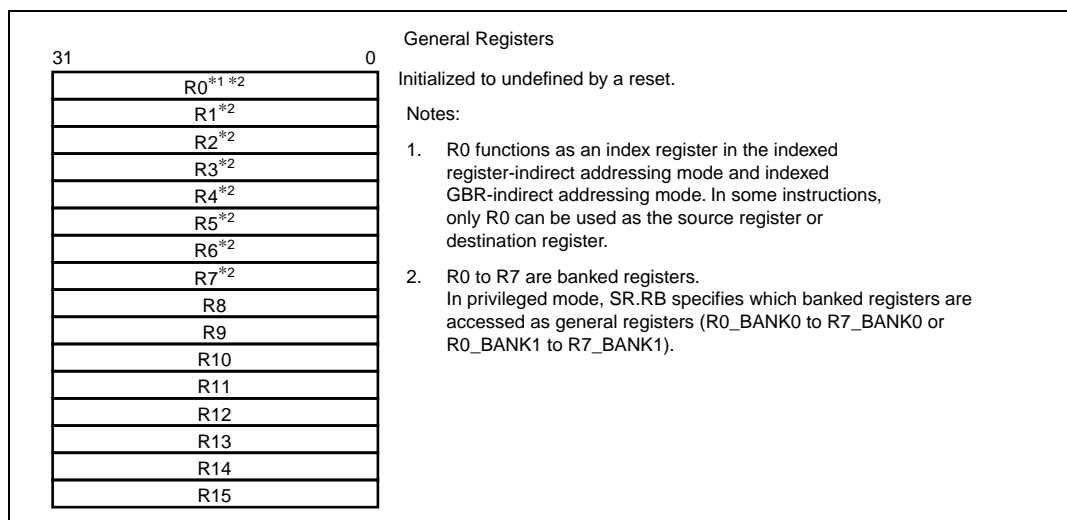 General Registers
31 0
R0*1 *2
R1*2
R2*2
R3*2
R4*2
R5*2
R6*2
R7*2
R8
R9
R10
R11
R12
R13
R14
R15
Initialized to undefined by a reset.
Notes:
1. R0 functions as an index register in the indexed
register-indirect addressing mode and indexed
GBR-indirect addressing mode. In some instructions,
only R0 can be used as the source register or
destination register.
2. R0 to R7 are banked registers.
In privileged mode, SR.RB specifies which banked registers are
accessed as general registers (R0_BANK0 to R7_BANK0 or
R0_BANK1 to R7_BANK1).